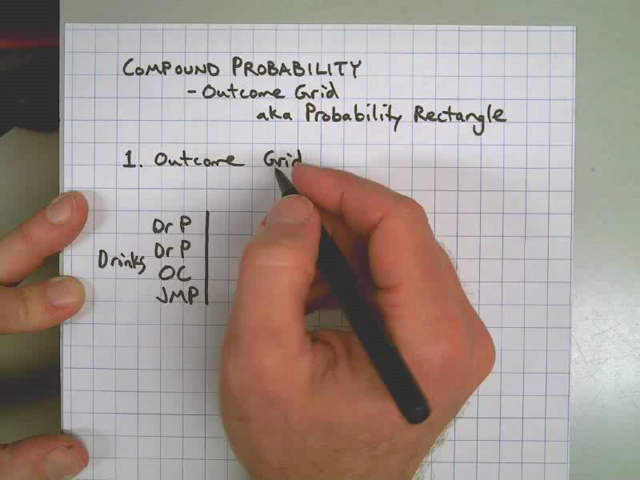 COMPOUND PROBABILITY
- Outcome Grid
aka Probability Rectangle
1. Outcome Grid
Dr P
Dr P
Drinks
OC
JMP